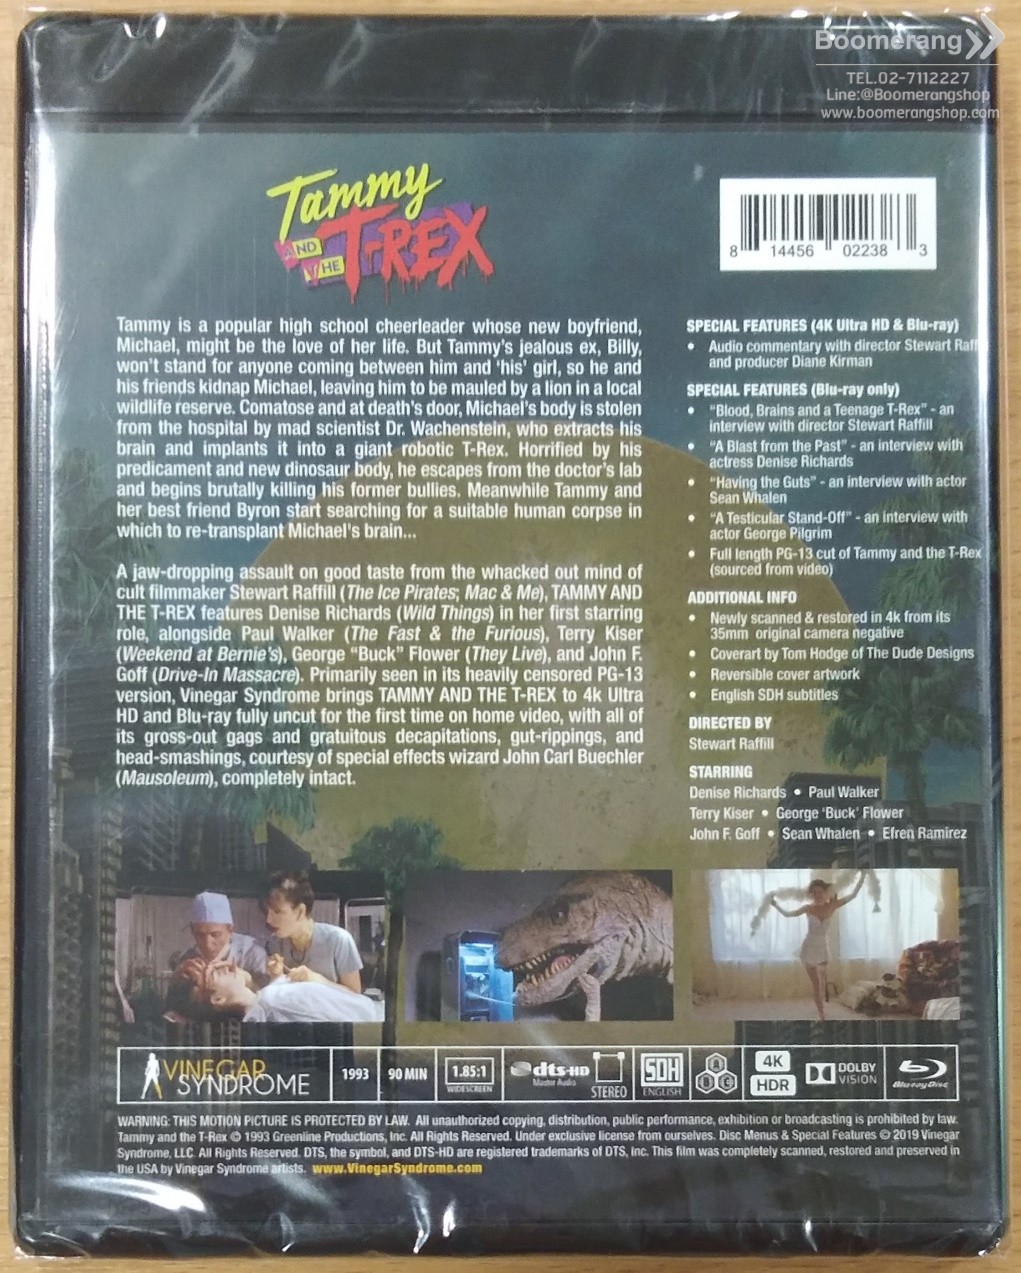 Boomerang
TEL.02-7112227
Line:@Boomerangshop
www.boomerangshop.com
Tammy
AND THE T-REX
8 14456 02238 3
Tammy is a popular high school cheerleader whose new boyfriend,
Michael, might be the love of her life. But Tammy's jealous ex, Billy,
won't stand for anyone coming between him and 'his' girl, so he and
his friends kidnap Michael, leaving him to be mauled by a lion in a local
wildlife reserve. Comatose and at death's door, Michael's body is stolen
from the hospital by mad scientist Dr. Wachenstein, who extracts his
brain and implants it into a giant robotic T-Rex. Horrified by his
predicament and new dinosaur body, he escapes from the doctor's lab
and begins brutally killing his former bullies. Meanwhile Tammy and
her best friend Byron start searching for a suitable human corpse in
which to re-transplant Michael's brain...
A jaw-dropping assault on good taste from the whacked out mind of
cult filmmaker Stewart Raffill (The Ice Pirates; Mac & Me), TAMMY AND
THE T-REX features Denise Richards (Wild Things) in her first starring
role, alongside Paul Walker (The Fast & the Furious), Terry Kiser
(Weekend at Bernie's), George "Buck" Flower (They Live), and John F.
Goff (Drive-In Massacre). Primarily seen in its heavily censored PG-13
version, Vinegar Syndrome brings TAMMY AND THE T-REX to 4k Ultra
HD and Blu-ray fully uncut for the first time on home video, with all of
its gross-out gags and gratuitous decapitations, gut-rippings, and
head-smashings, courtesy of special effects wizard John Carl Buechler
(Mausoleum), completely intact.
SPECIAL FEATURES (4K Ultra HD & Blu-ray)
• Audio commentary with director Stewart Raff
and producer Diane Kirman
SPECIAL FEATURES (Blu-ray only)
• "Blood, Brains and a Teenage T-Rex" - an
interview with director Stewart Raffill
• "A Blast from the Past" - an interview with
actress Denise Richards
• "Having the Guts" - an interview with actor
Sean Whalen
• "A Testicular Stand-Off" - an interview with
actor George Pilgrim
• Full length PG-13 cut of Tammy and the T-Rex
(sourced from video)
ADDITIONAL INFO
• Newly scanned & restored in 4k from its
35mm original camera negative
• Coverart by Tom Hodge of The Dude Designs
• Reversible cover artwork
• English SDH subtitles
DIRECTED BY
Stewart Raffill
STARRING
Denise Richards • Paul Walker
Terry Kiser • George 'Buck' Flower
John F. Goff • Sean Whalen • Efren Ramirez
VINEGAR
SYNDROME
1993
90 MIN
1.85:1
WIDESCREEN
dts-HD
Master Audio
STEREO
SDH
ENGLISH
A B C
4K
HDR
DOLBY
VISION
Blu-ray Disc
WARNING: THIS MOTION PICTURE IS PROTECTED BY LAW. All unauthorized copying, distribution, public performance, exhibition or broadcasting is prohibited by law.
Tammy and the T-Rex © 1993 Greenline Productions, Inc. All Rights Reserved. Under exclusive license from ourselves. Disc Menus & Special Features © 2019 Vinegar
Syndrome, LLC. All Rights Reserved. DTS, the symbol, and DTS-HD are registered trademarks of DTS, Inc. This film was completely scanned, restored and preserved in
the USA by Vinegar Syndrome artists. www.VinegarSyndrome.com